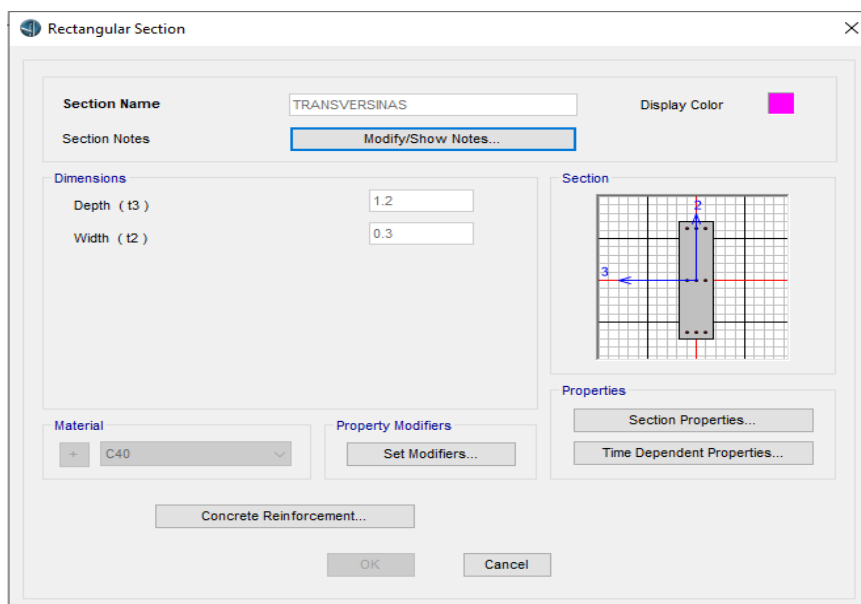 Rectangular Section
Section Name TRANSVERSINAS Display Color
Section Notes Modify/Show Notes...
Dimensions
Depth ( t3 ) 1.2
Width ( t2 ) 0.3
Section
2
3
Properties
Section Properties...
Time Dependent Properties...
Material
+ C40
Property Modifiers
Set Modifiers...
Concrete Reinforcement...
OK Cancel